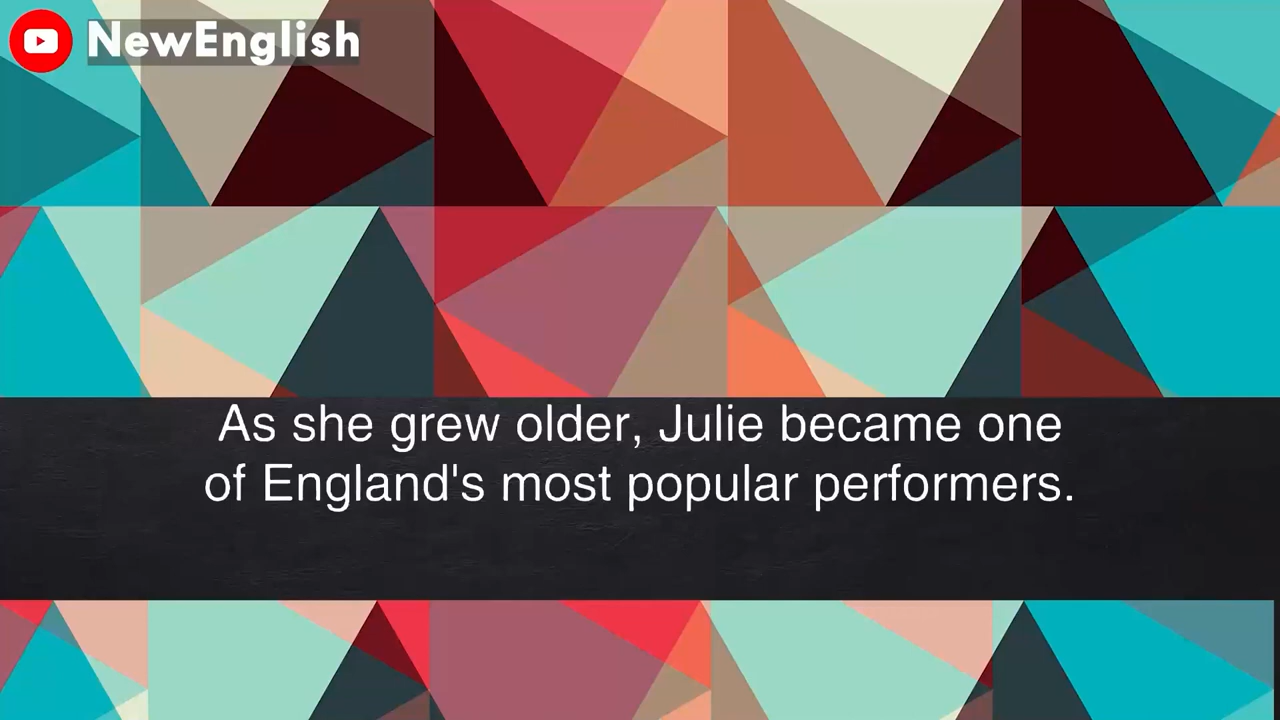 NewEnglish
As she grew older, Julie became one
of England's most popular performers.